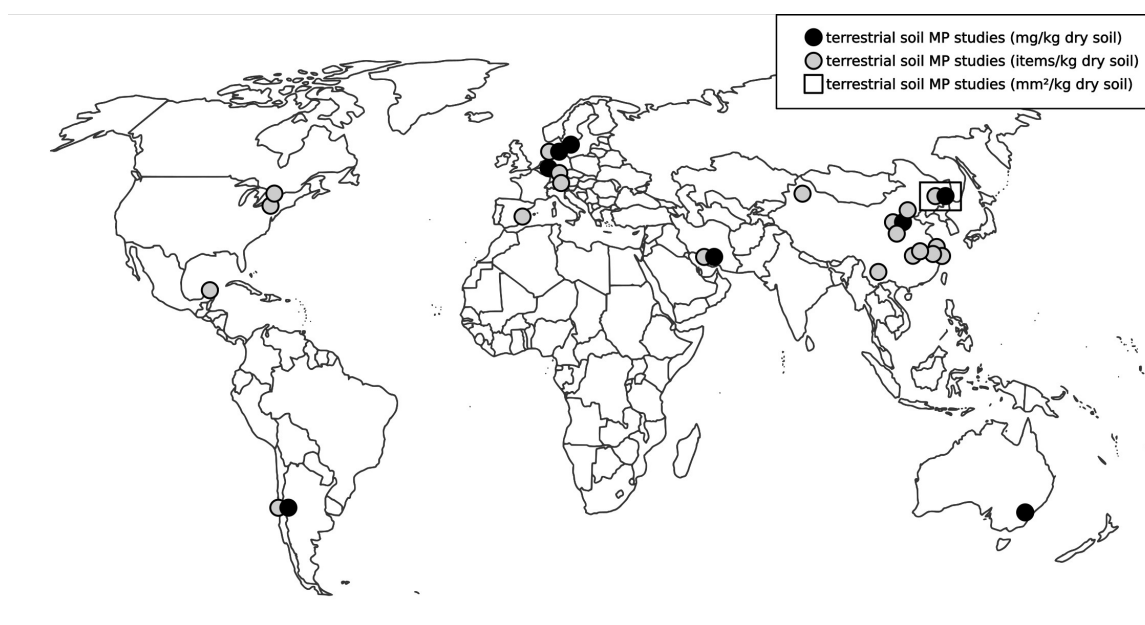 terrestrial soil MP studies (mg/kg dry soil)
terrestrial soil MP studies (items/kg dry soil)
terrestrial soil MP studies (mm²/kg dry soil)